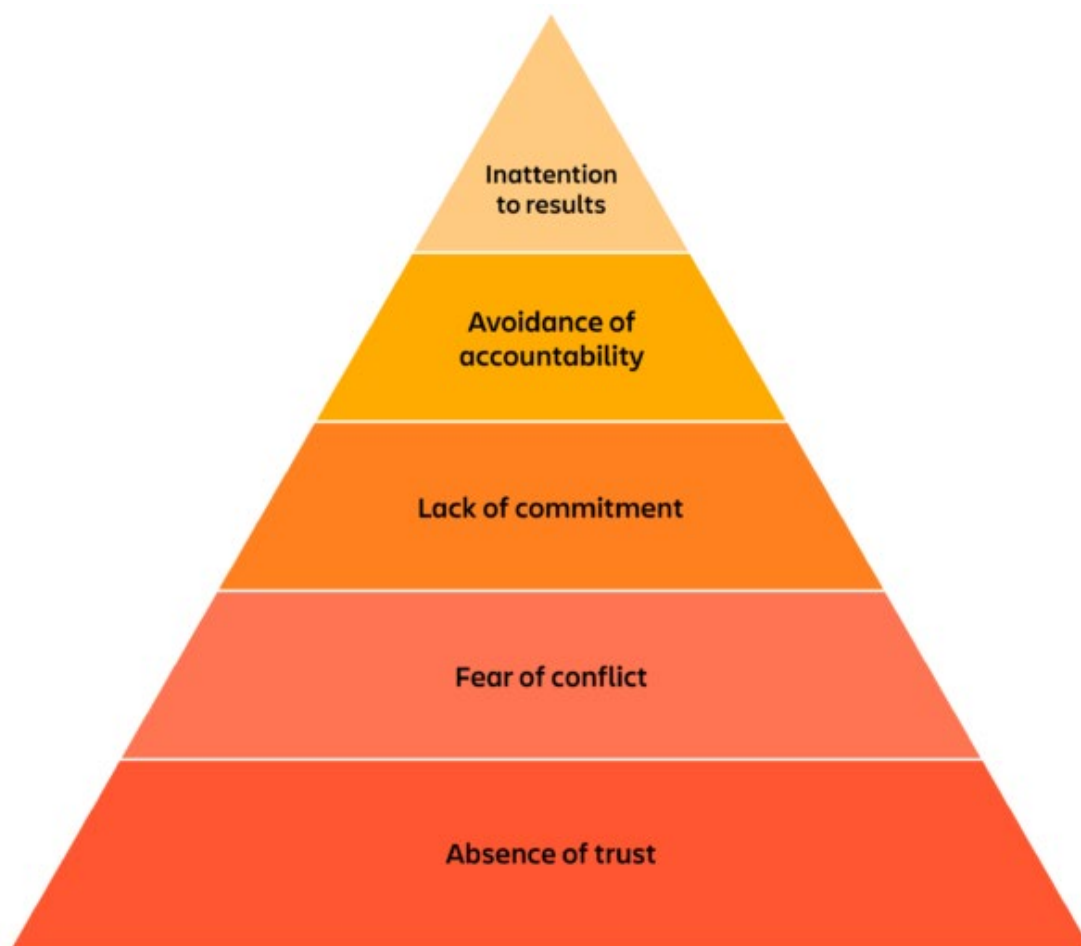 Inattention
to results
Avoidance of
accountability
Lack of commitment
Fear of conflict
Absence of trust